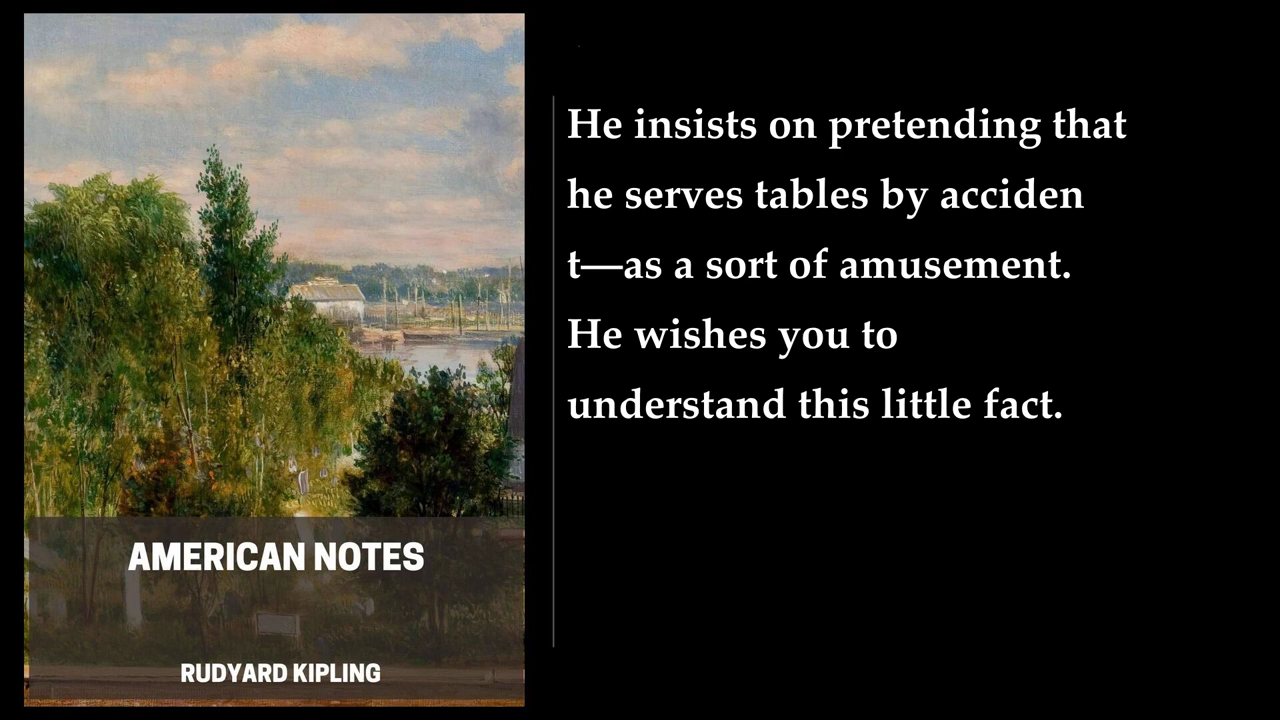 He insists on pretending that
he serves tables by acciden
t—as a sort of amusement.
He wishes you to
understand this little fact.
AMERICAN NOTES
RUDYARD KIPLING